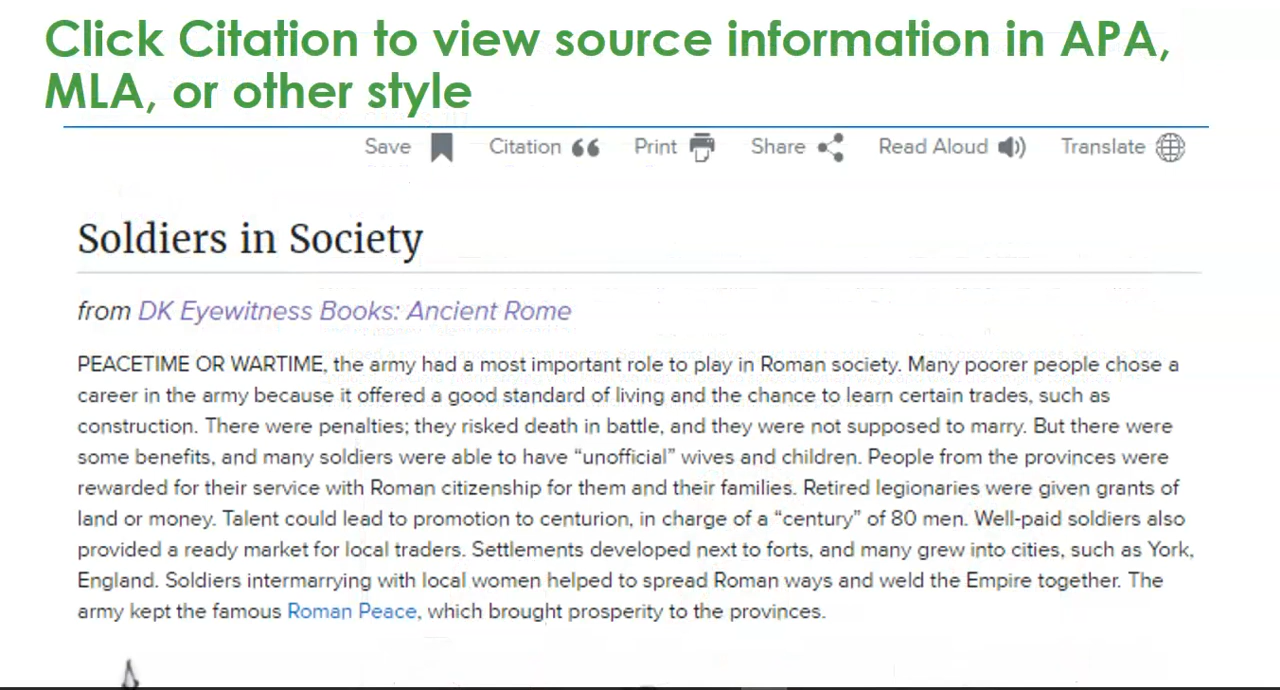 Click Citation to view source information in APA,
MLA, or other style
Save Citation Print Share Read Aloud Translate
Soldiers in Society
from DK Eyewitness Books: Ancient Rome
PEACETIME OR WARTIME, the army had a most important role to play in Roman society. Many poorer people chose a
career in the army because it offered a good standard of living and the chance to learn certain trades, such as
construction. There were penalties; they risked death in battle, and they were not supposed to marry. But there were
some benefits, and many soldiers were able to have “unofficial” wives and children. People from the provinces were
rewarded for their service with Roman citizenship for them and their families. Retired legionaries were given grants of
land or money. Talent could lead to promotion to centurion, in charge of a “century” of 80 men. Well-paid soldiers also
provided a ready market for local traders. Settlements developed next to forts, and many grew into cities, such as York,
England. Soldiers intermarrying with local women helped to spread Roman ways and weld the Empire together. The
army kept the famous Roman Peace, which brought prosperity to the provinces.